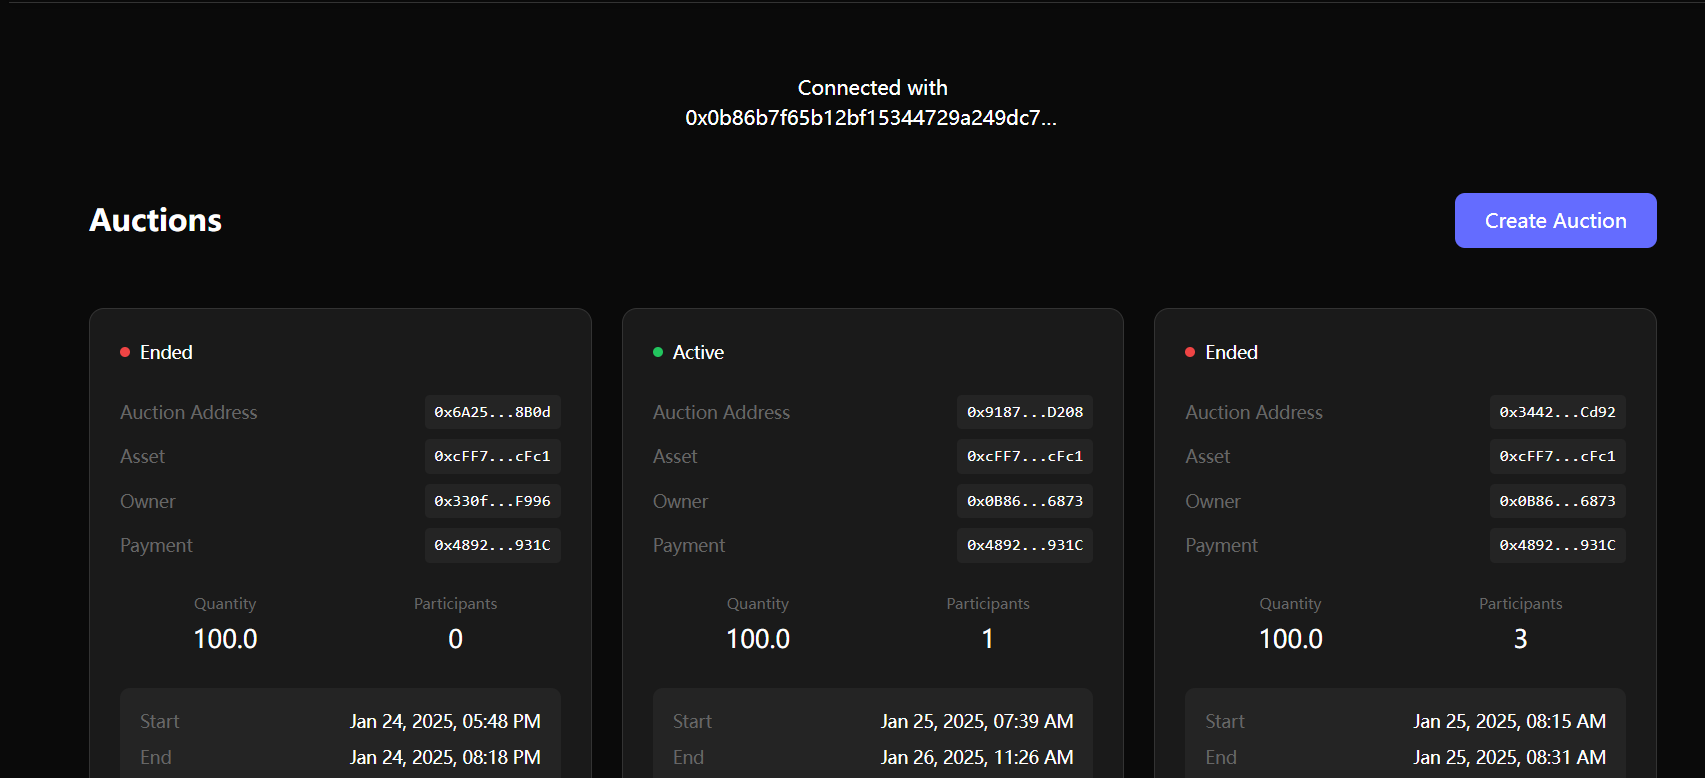 Connected with
0x0b86b7f65b12bf15344729a249dc7...
Auctions
Create Auction
Ended
Auction Address 0x6A25...8B0d
Asset 0xcFF7...cFc1
Owner 0x330f...F996
Payment 0x4892...931C
Quantity Participants
100.0 0
Start Jan 24, 2025, 05:48 PM
End Jan 24, 2025, 08:18 PM
Active
Auction Address 0x9187...D208
Asset 0xcFF7...cFc1
Owner 0x0B86...6873
Payment 0x4892...931C
Quantity Participants
100.0 1
Start Jan 25, 2025, 07:39 AM
End Jan 26, 2025, 11:26 AM
Ended
Auction Address 0x3442...Cd92
Asset 0xcFF7...cFc1
Owner 0x0B86...6873
Payment 0x4892...931C
Quantity Participants
100.0 3
Start Jan 25, 2025, 08:15 AM
End Jan 25, 2025, 08:31 AM